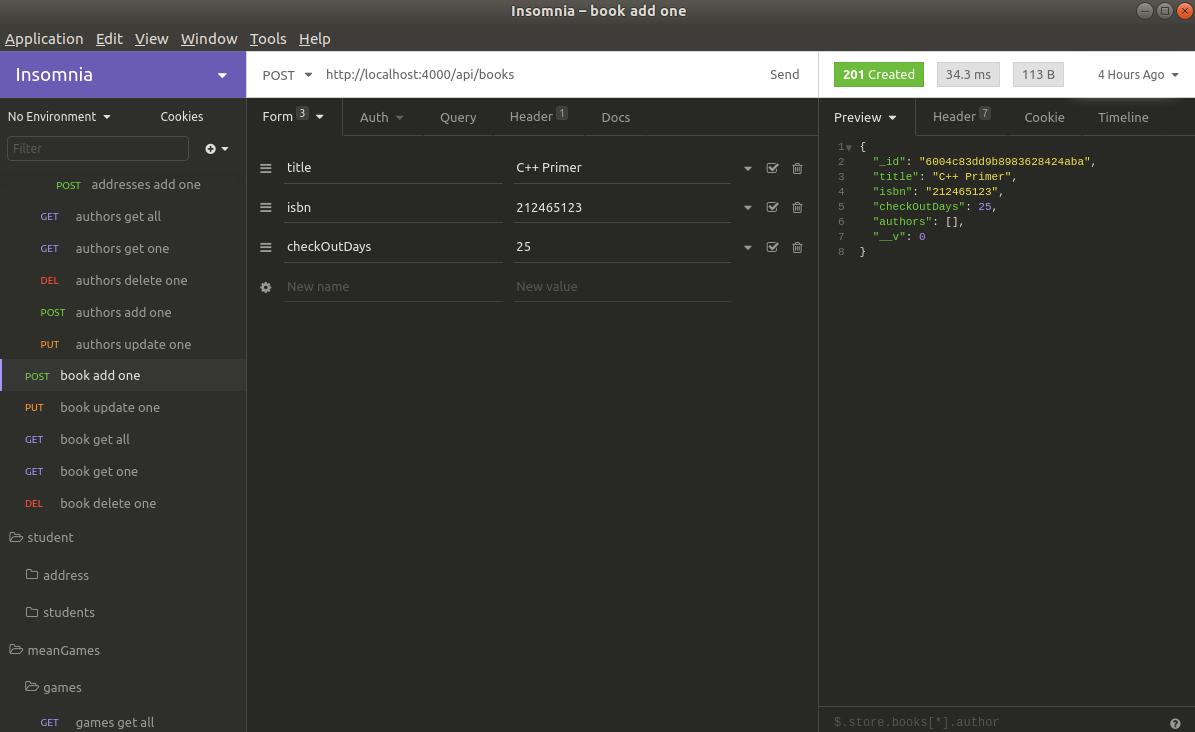 Insomnia – book add one
Application Edit View Window Tools Help
Insomnia
POST http://localhost:4000/api/books Send
201 Created 34.3 ms 113 B 4 Hours Ago
No Environment Cookies
Form 3 Auth Query Header 1 Docs
Preview Header 7 Cookie Timeline
Filter
POST addresses add one
GET authors get all
GET authors get one
DEL authors delete one
POST authors add one
PUT authors update one
POST book add one
PUT book update one
GET book get all
GET book get one
DEL book delete one
student
address
students
meanGames
games
GET games get all
title C++ Primer
isbn 212465123
checkOutDays 25
New name New value
1 {
2 "_id": "6004c83dd9b8983628424aba",
3 "title": "C++ Primer",
4 "isbn": "212465123",
5 "checkOutDays": 25,
6 "authors": [],
7 "__v": 0
8 }
$.store.books[*].author